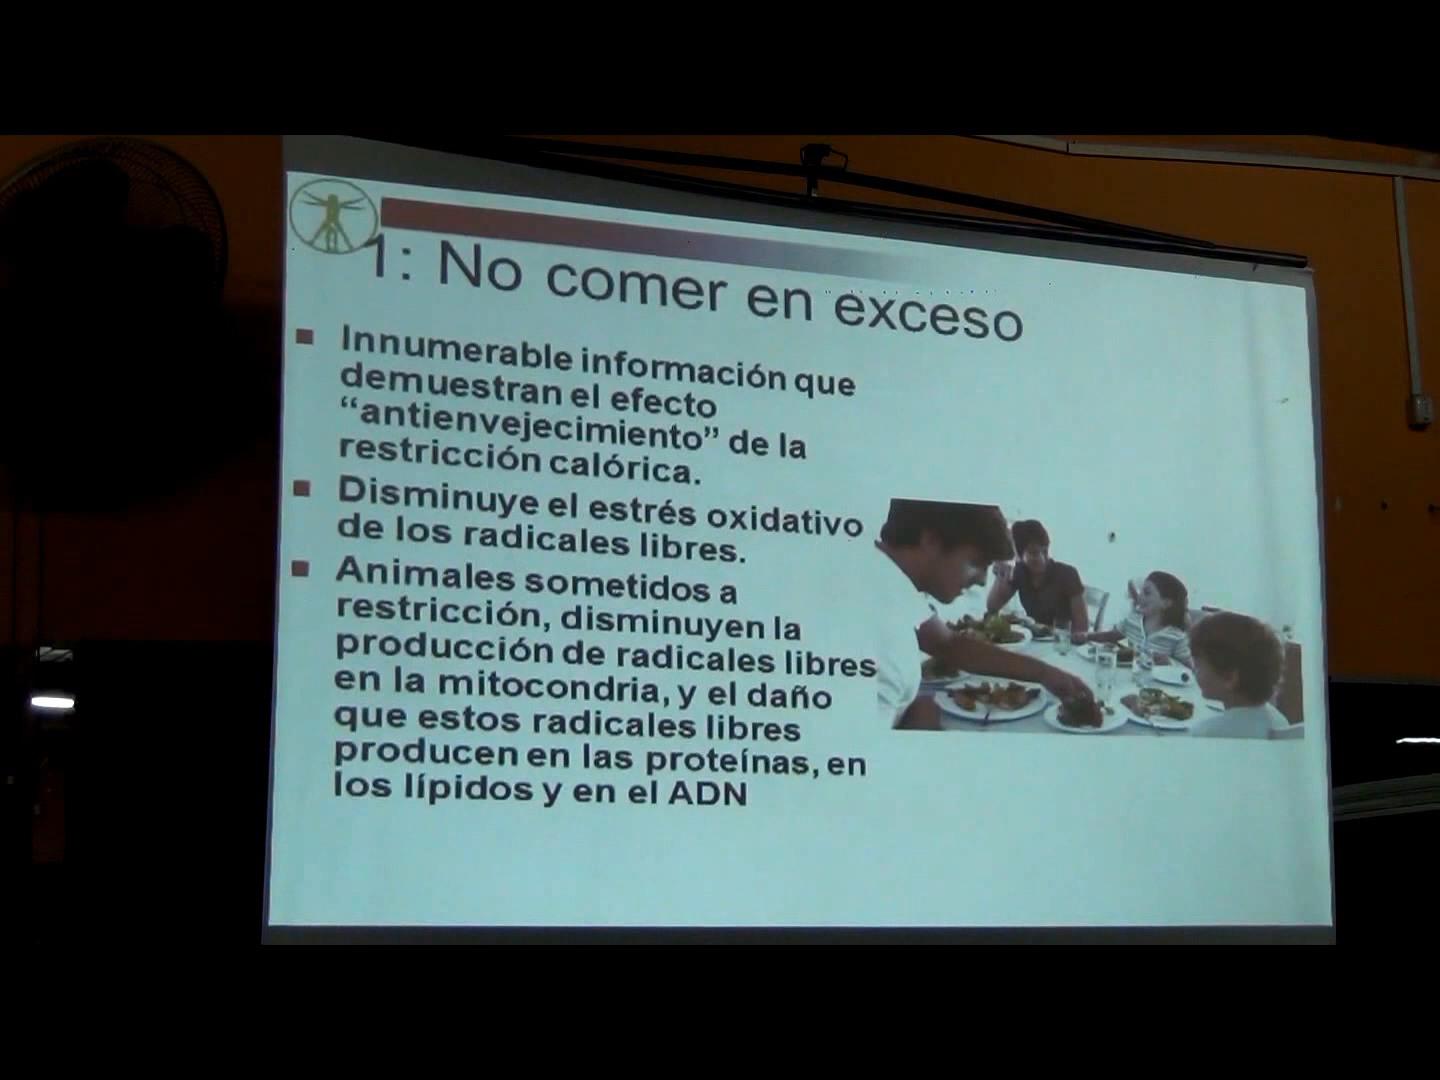 1: No comer en exceso
Innumerable información que
demuestran el efecto
“antienvejecimiento” de la
restricción calórica.
Disminuye el estrés oxidativo
de los radicales libres.
Animales sometidos a
restricción, disminuyen la
producción de radicales libres
en la mitocondria, y el daño
que estos radicales libres
producen en las proteínas, en
los lípidos y en el ADN